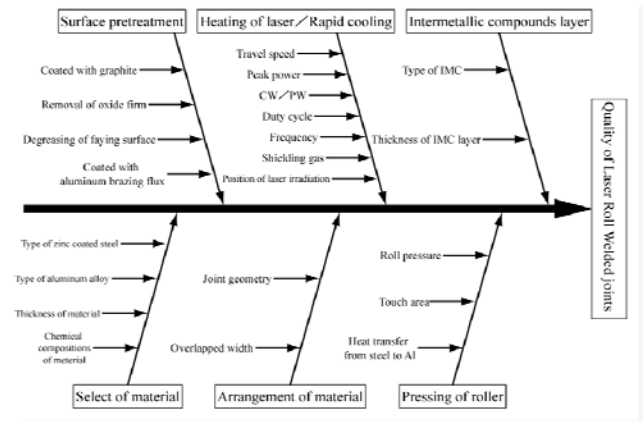 Surface pretreatment
Coated with graphite
Removal of oxide firm
Degreasing of faying surface
Coated with
aluminum brazing flux
Heating of laser／Rapid cooling
Travel speed
Peak power
CW／PW
Duty cycle
Frequency
Shickling gas
Position of laser irradiation
Intermetallic compounds layer
Type of IMC
Thickness of IMC layer
Quality of Laser Roll Welded joints
Type of zinc coated steel
Type of aluminum alloy
Thickness of material
Chemical
compositions
of meterial
Select of material
Joint geometry
Overlapped width
Arrangement of material
Roll pressure
Touch area
Heat transfer
from steel to Al
Pressing of roller